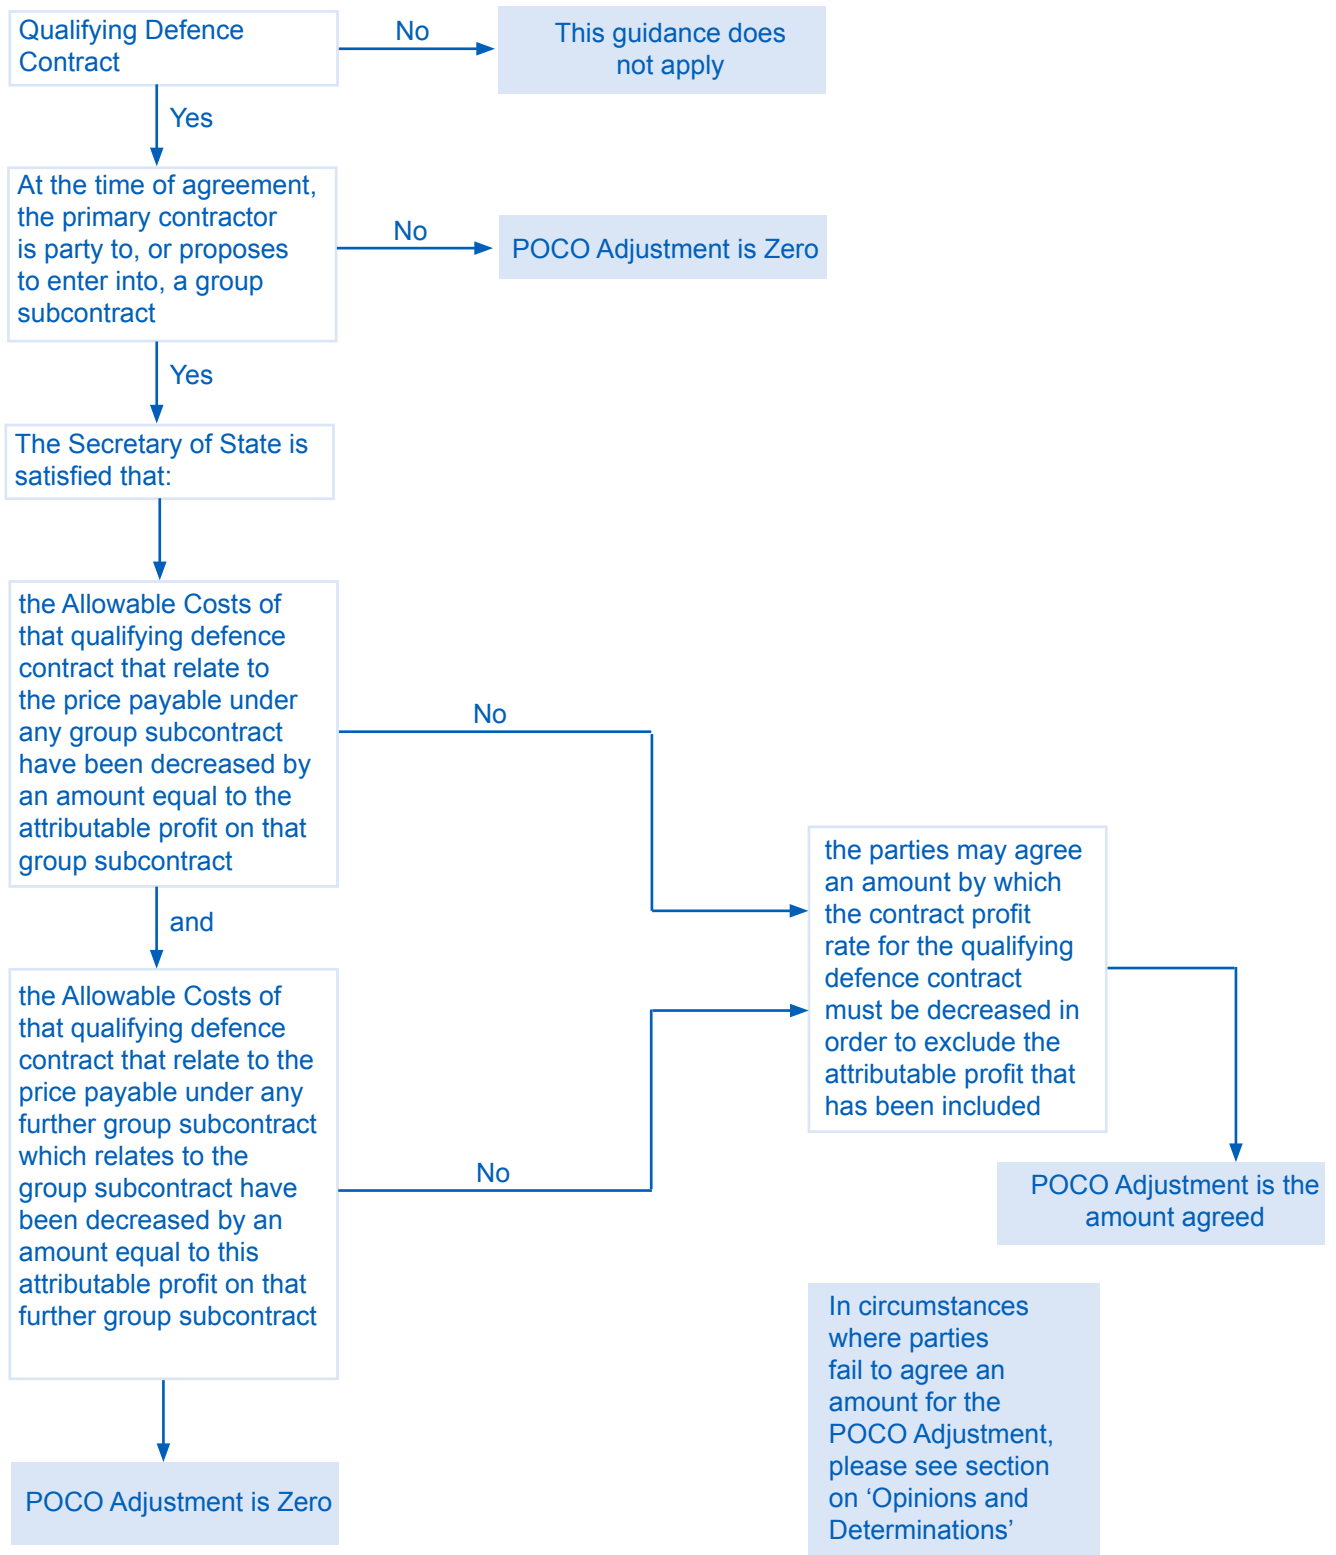 Qualifying Defence
Contract
No
This guidance does
not apply
Yes
At the time of agreement,
the primary contractor
is party to, or proposes
to enter into, a group
subcontract
No
POCO Adjustment is Zero
Yes
The Secretary of State is
satisfied that:
the Allowable Costs of
that qualifying defence
contract that relate to
the price payable under
any group subcontract
have been decreased by
an amount equal to the
attributable profit on that
group subcontract
No
and
the Allowable Costs of
that qualifying defence
contract that relate to the
price payable under any
further group subcontract
which relates to the
group subcontract have
been decreased by an
amount equal to this
attributable profit on that
further group subcontract
No
the parties may agree
an amount by which
the contract profit
rate for the qualifying
defence contract
must be decreased in
order to exclude the
attributable profit that
has been included
POCO Adjustment is the
amount agreed
In circumstances
where parties
fail to agree an
amount for the
POCO Adjustment,
please see section
on ‘Opinions and
Determinations’
POCO Adjustment is Zero